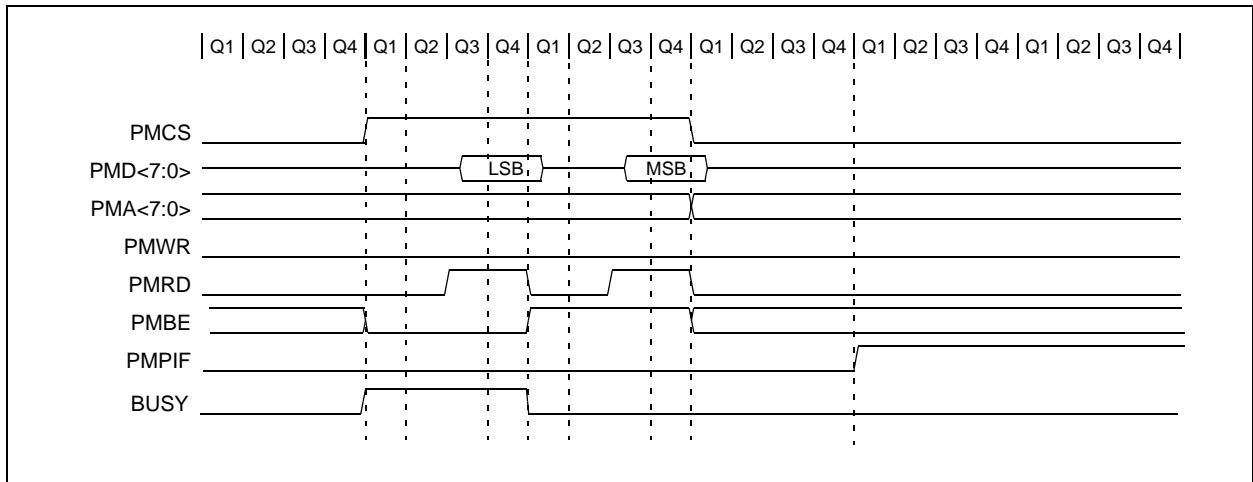 Q1 Q2 Q3 Q4 Q1 Q2 Q3 Q4 Q1 Q2 Q3 Q4 Q1 Q2 Q3 Q4 Q1 Q2 Q3 Q4 Q1 Q2 Q3 Q4
PMCS
PMD<7:0> LSB MSB
PMA<7:0>
PMWR
PMRD
PMBE
PMPIF
BUSY